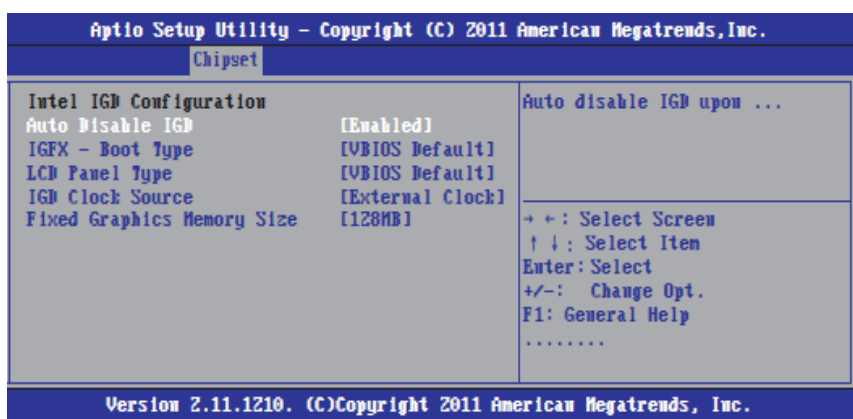 Aptio Setup Utility – Copyright (C) 2011 American Megatrends,Inc.
Chipset
Intel IGD Configuration
Auto Disable IGD [Enabled]
IGFX – Boot Type [VBIOS Default]
LCD Panel Type [VBIOS Default]
IGD Clock Source [External Clock]
Fixed Graphics Memory Size [128MB]
Auto disable IGD upon ...
→ ←: Select Screen
↑ ↓: Select Item
Enter: Select
+/-: Change Opt.
F1: General Help
........
Version 2.11.1210. (C)Copyright 2011 American Megatrends, Inc.